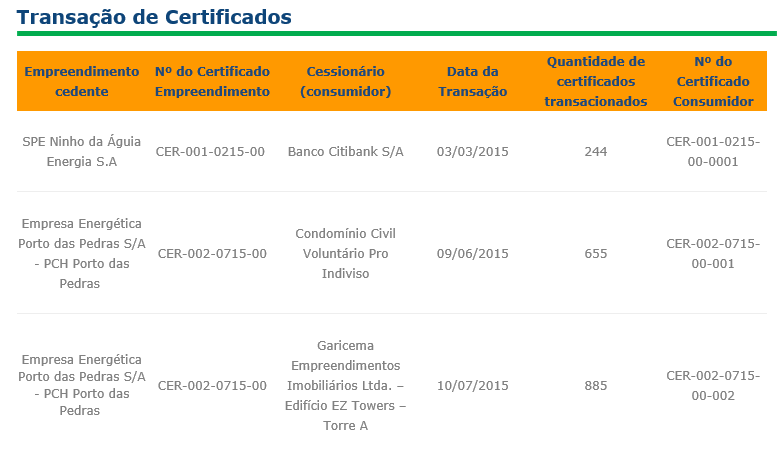 Transação de Certificados
Empreendimento cedente
Nº do Certificado Empreendimento
Cessionário (consumidor)
Data da Transação
Quantidade de certificados transacionados
Nº do Certificado Consumidor
SPE Ninho da Águia Energia S.A
CER-001-0215-00
Banco Citibank S/A
03/03/2015
244
CER-001-0215-00-0001
Empresa Energética Porto das Pedras S/A - PCH Porto das Pedras
CER-002-0715-00
Condomínio Civil Voluntário Pro Indiviso
09/06/2015
655
CER-002-0715-00-001
Empresa Energética Porto das Pedras S/A - PCH Porto das Pedras
CER-002-0715-00
Garicema Empreendimentos Imobiliários Ltda. – Edifício EZ Towers – Torre A
10/07/2015
885
CER-002-0715-00-002